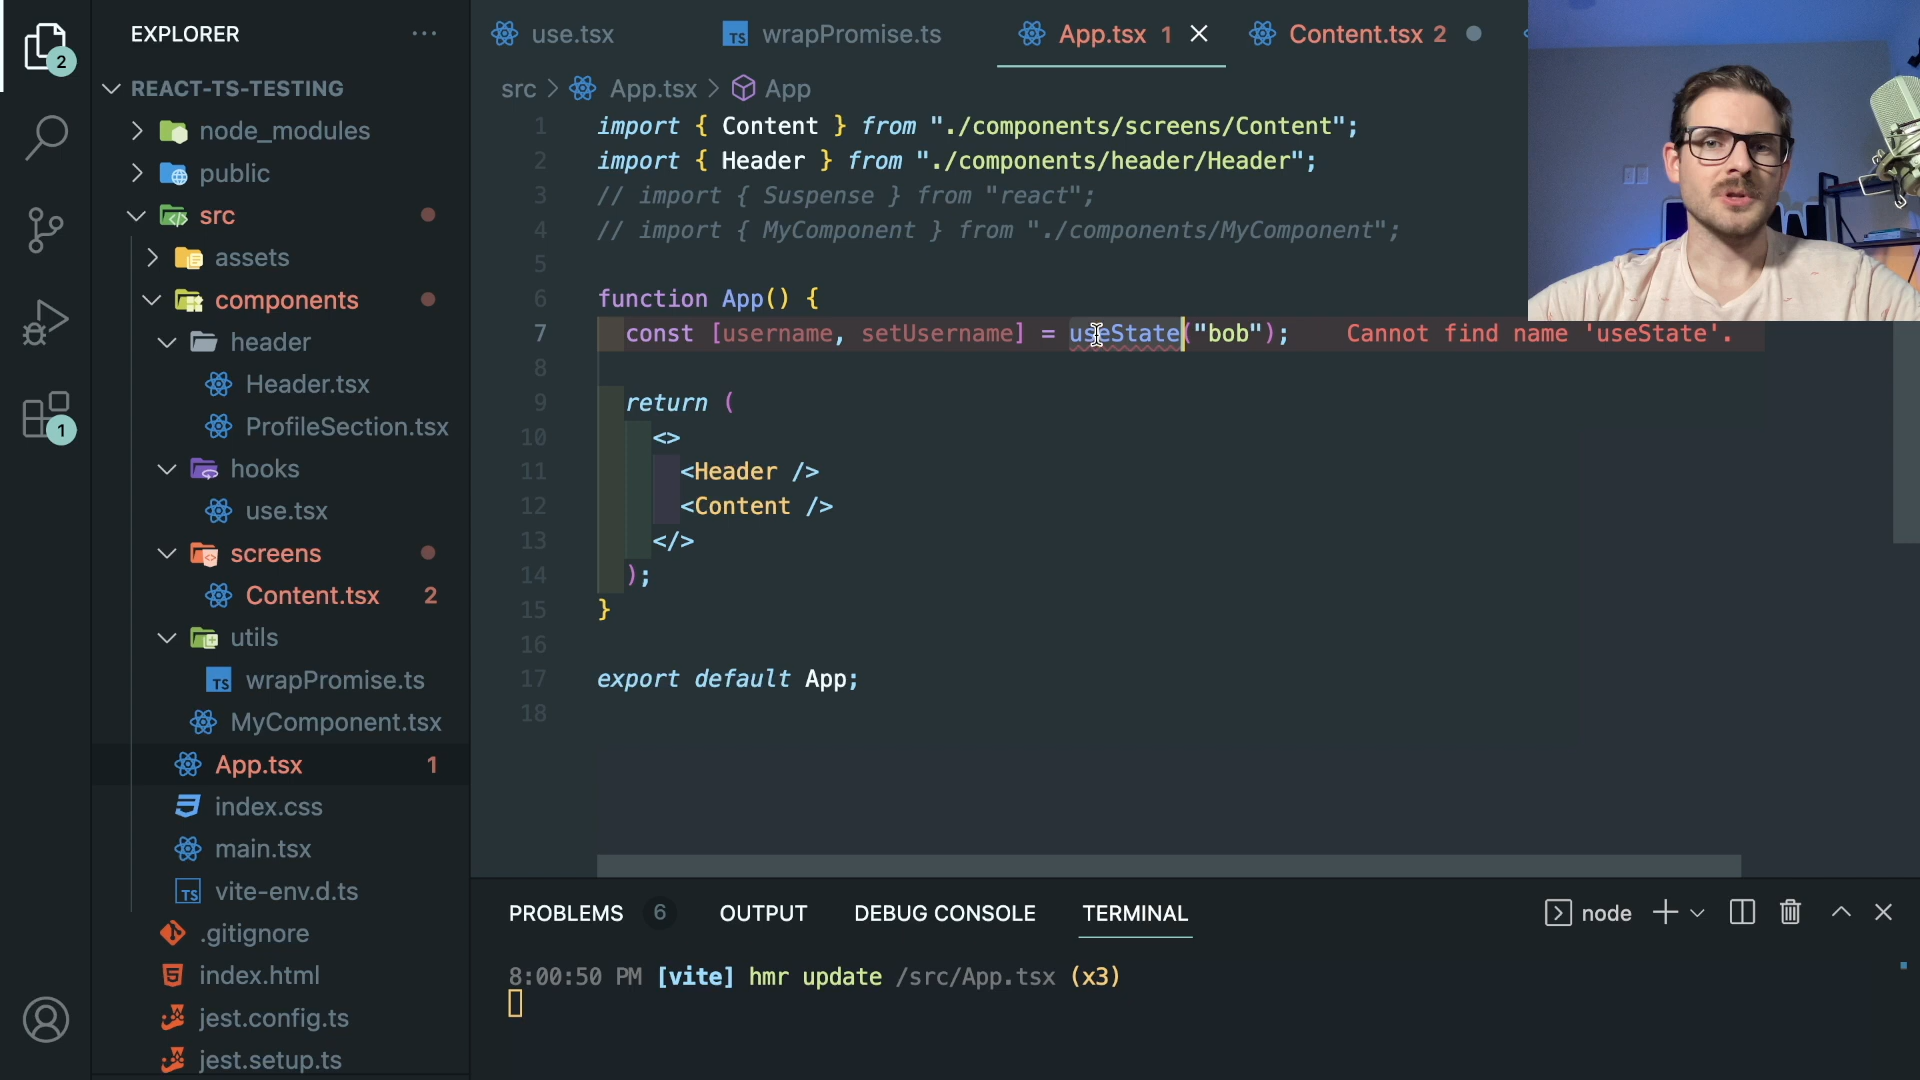 2
1
EXPLORER
REACT-TS-TESTING
node_modules
public
src
assets
components
header
Header.tsx
ProfileSection.tsx
hooks
use.tsx
screens
Content.tsx 2
utils
TS wrapPromise.ts
MyComponent.tsx
App.tsx 1
index.css
main.tsx
TS vite-env.d.ts
.gitignore
index.html
jest.config.ts
jest.setup.ts
use.tsx TS wrapPromise.ts App.tsx 1 Content.tsx 2
src > App.tsx > App
1 import { Content } from "./components/screens/Content";
2 import { Header } from "./components/header/Header";
3 // import { Suspense } from "react";
4 // import { MyComponent } from "./components/MyComponent";
5
6 function App() {
7 const [username, setUsername] = useState("bob"); Cannot find name 'useState'.
8
9 return (
10 <>
11 <Header />
12 <Content />
13 </>
14 );
15 }
16
17 export default App;
18
PROBLEMS 6 OUTPUT DEBUG CONSOLE TERMINAL node
8:00:50 PM [vite] hmr update /src/App.tsx (x3)